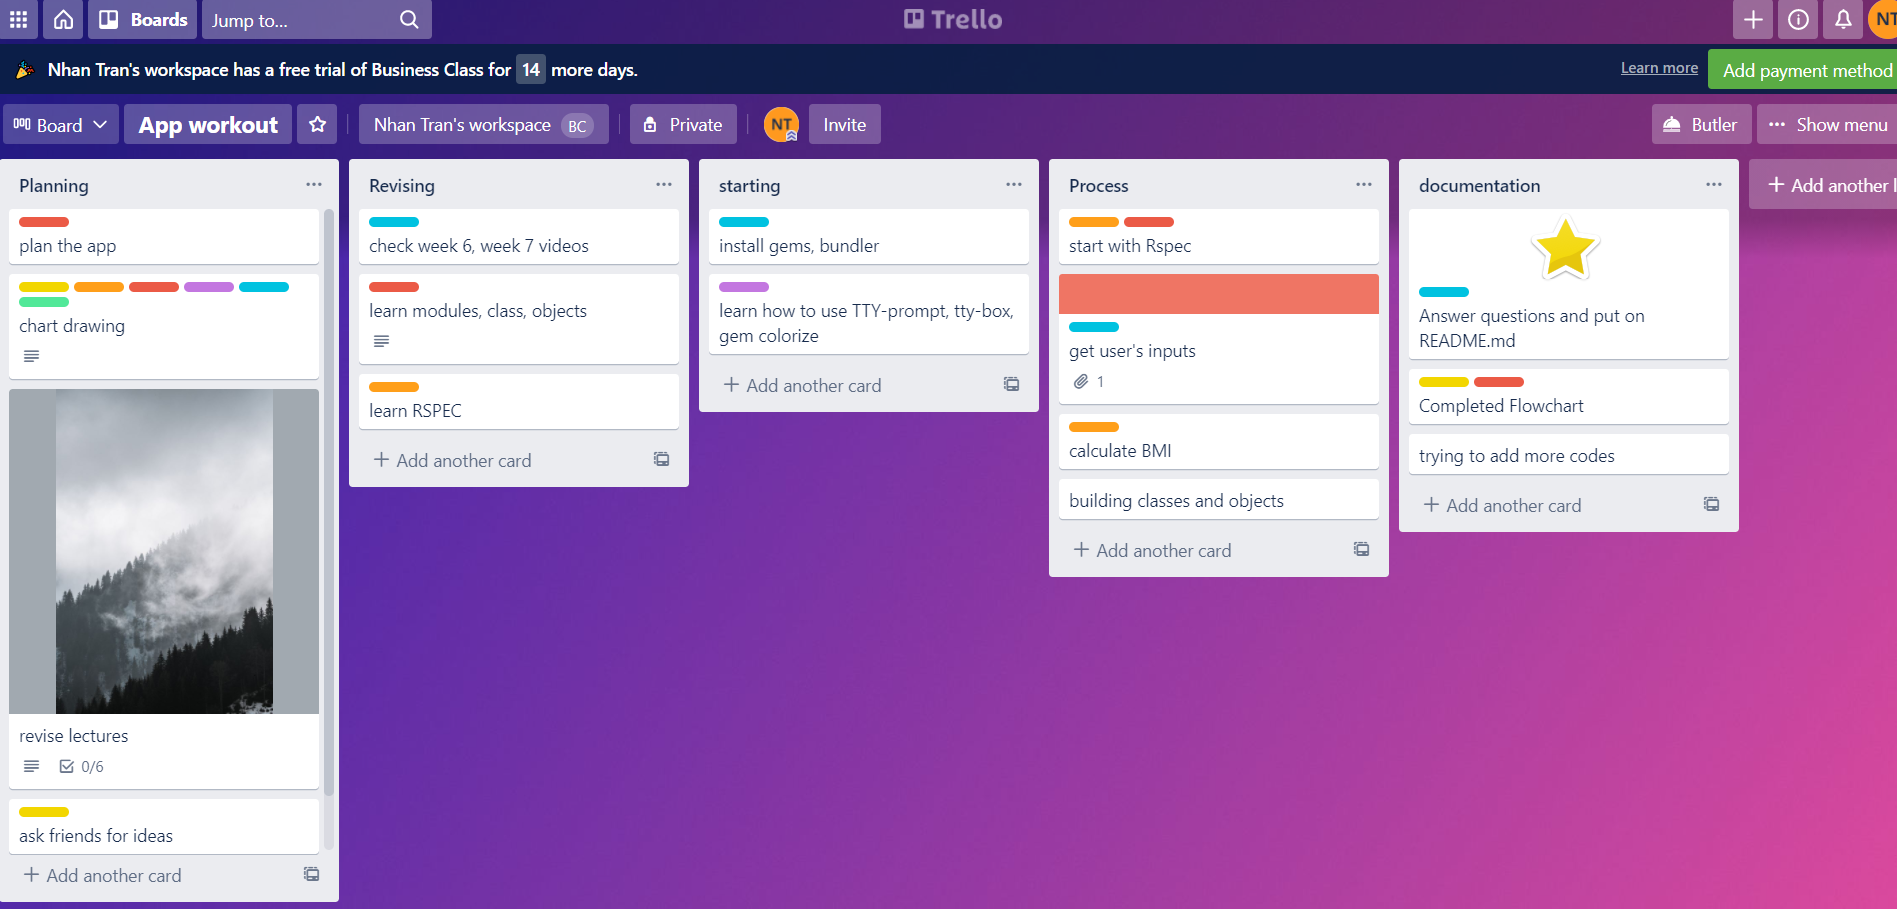 Boards
Jump to...
Trello
NT
Nhan Tran's workspace has a free trial of Business Class for 14 more days.
Learn more
Add payment method
Board
App workout
Nhan Tran's workspace BC
Private
NT
Invite
Butler
Show menu
Planning
plan the app
chart drawing
revise lectures
0/6
ask friends for ideas
Add another card
Revising
check week 6, week 7 videos
learn modules, class, objects
learn RSPEC
Add another card
starting
install gems, bundler
learn how to use TTY-prompt, tty-box,
gem colorize
Add another card
Process
start with Rspec
get user's inputs
1
calculate BMI
building classes and objects
Add another card
documentation
Answer questions and put on
README.md
Completed Flowchart
trying to add more codes
Add another card
Add another l